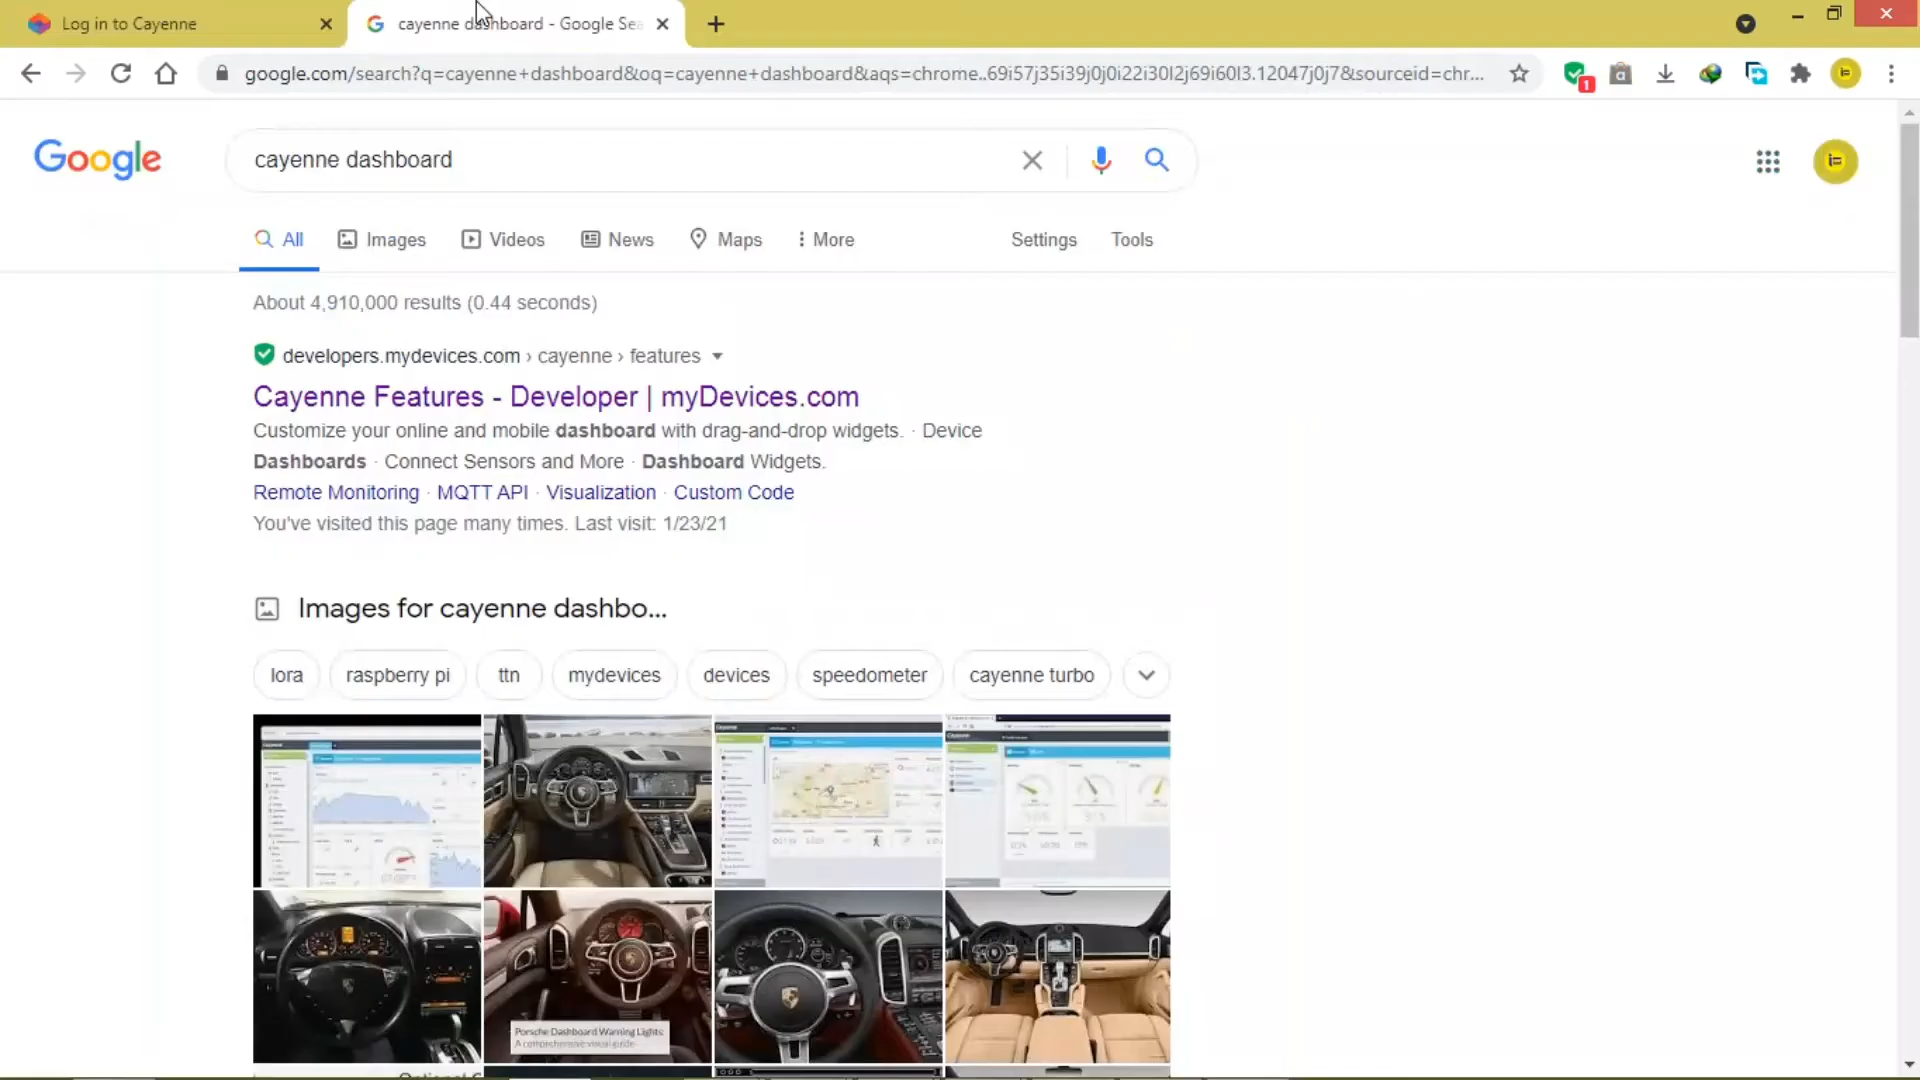 Log in to Cayenne
cayenne dashboard - Google Sea
google.com/search?q=cayenne+dashboard&oq=cayenne+dashboard&aqs=chrome..69i57j35i39j0j0i22i30l2j69i60l3.12047j0j7&sourceid=chr...
1
Google
cayenne dashboard
All
Images
Videos
News
Maps
More
Settings
Tools
About 4,910,000 results (0.44 seconds)
developers.mydevices.com › cayenne › features
Cayenne Features - Developer | myDevices.com
Customize your online and mobile dashboard with drag-and-drop widgets. · Device
Dashboards · Connect Sensors and More · Dashboard Widgets.
Remote Monitoring · MQTT API · Visualization · Custom Code
You've visited this page many times. Last visit: 1/23/21
Images for cayenne dashbo...
lora
raspberry pi
ttn
mydevices
devices
speedometer
cayenne turbo
Porsche Dashboard Warning Lights:
A comprehensive visual guide